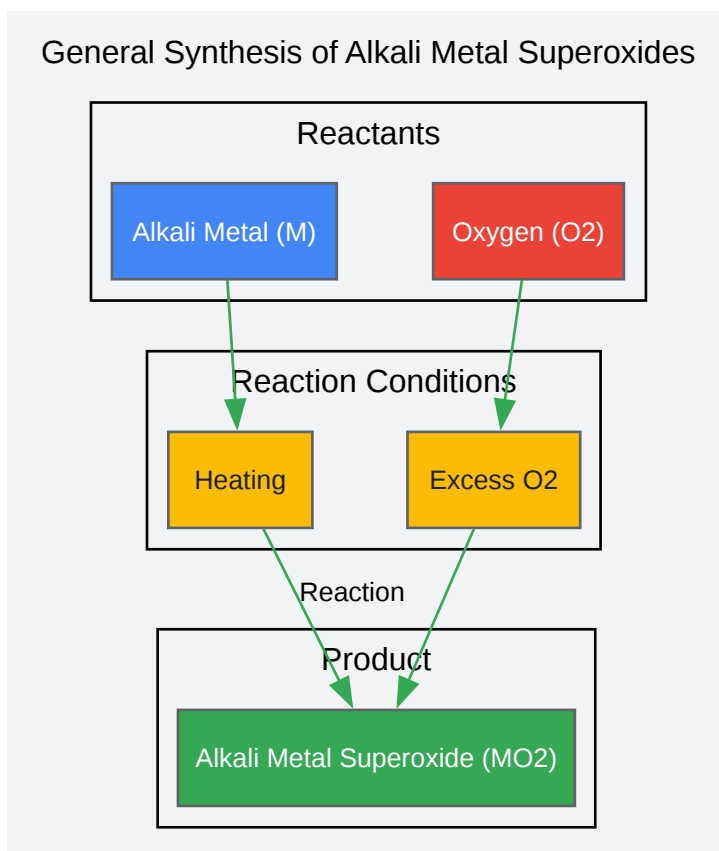 General Synthesis of Alkali Metal Superoxides
Reactants
Alkali Metal (M)
Oxygen (O2)
Reaction Conditions
Heating
Excess O2
Reaction
Product
Alkali Metal Superoxide (MO2)